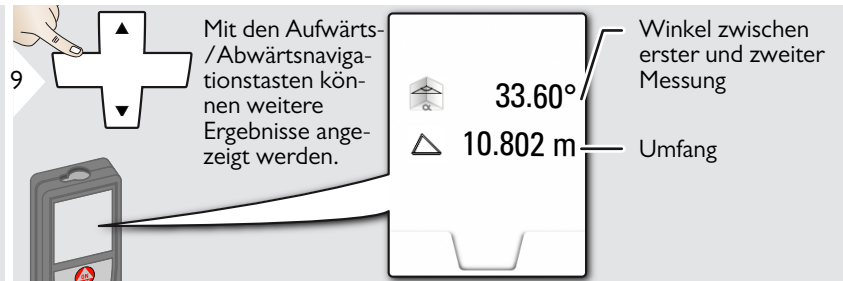 9
Mit den Aufwärts-
/Abwärtsnaviga-
tionstasten kön-
nen weitere
Ergebnisse ange-
zeigt werden.
α
33.60°
10.802 m
Winkel zwischen
erster und zweiter
Messung
Umfang
ON